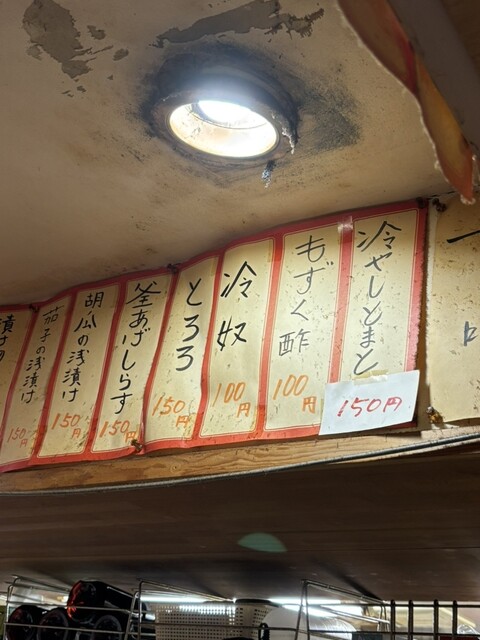 冷やしとまと
150円
もずく酢
100円
冷奴
100円
とろろ
150円
釜あげしらす
150円
胡瓜の浅漬け
150円
茄子の浅漬け
150円